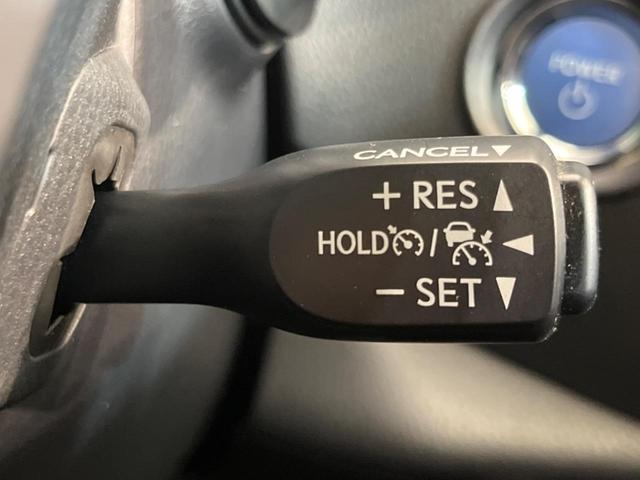 POWER
CANCEL
+ RES
HOLD /
− SET